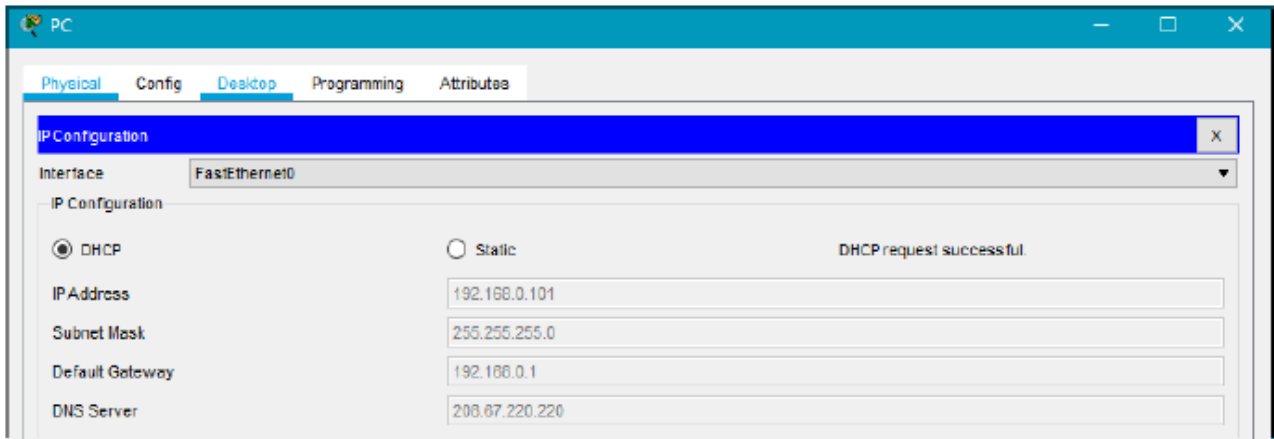 PC
Physical Config Desktop Programming Attributes
IP Configuration X
Interface FastEthernet0
IP Configuration
DHCP Static DHCP request successful.
IP Address 192.168.0.101
Subnet Mask 255.255.255.0
Default Gateway 192.168.0.1
DNS Server 208.67.220.220